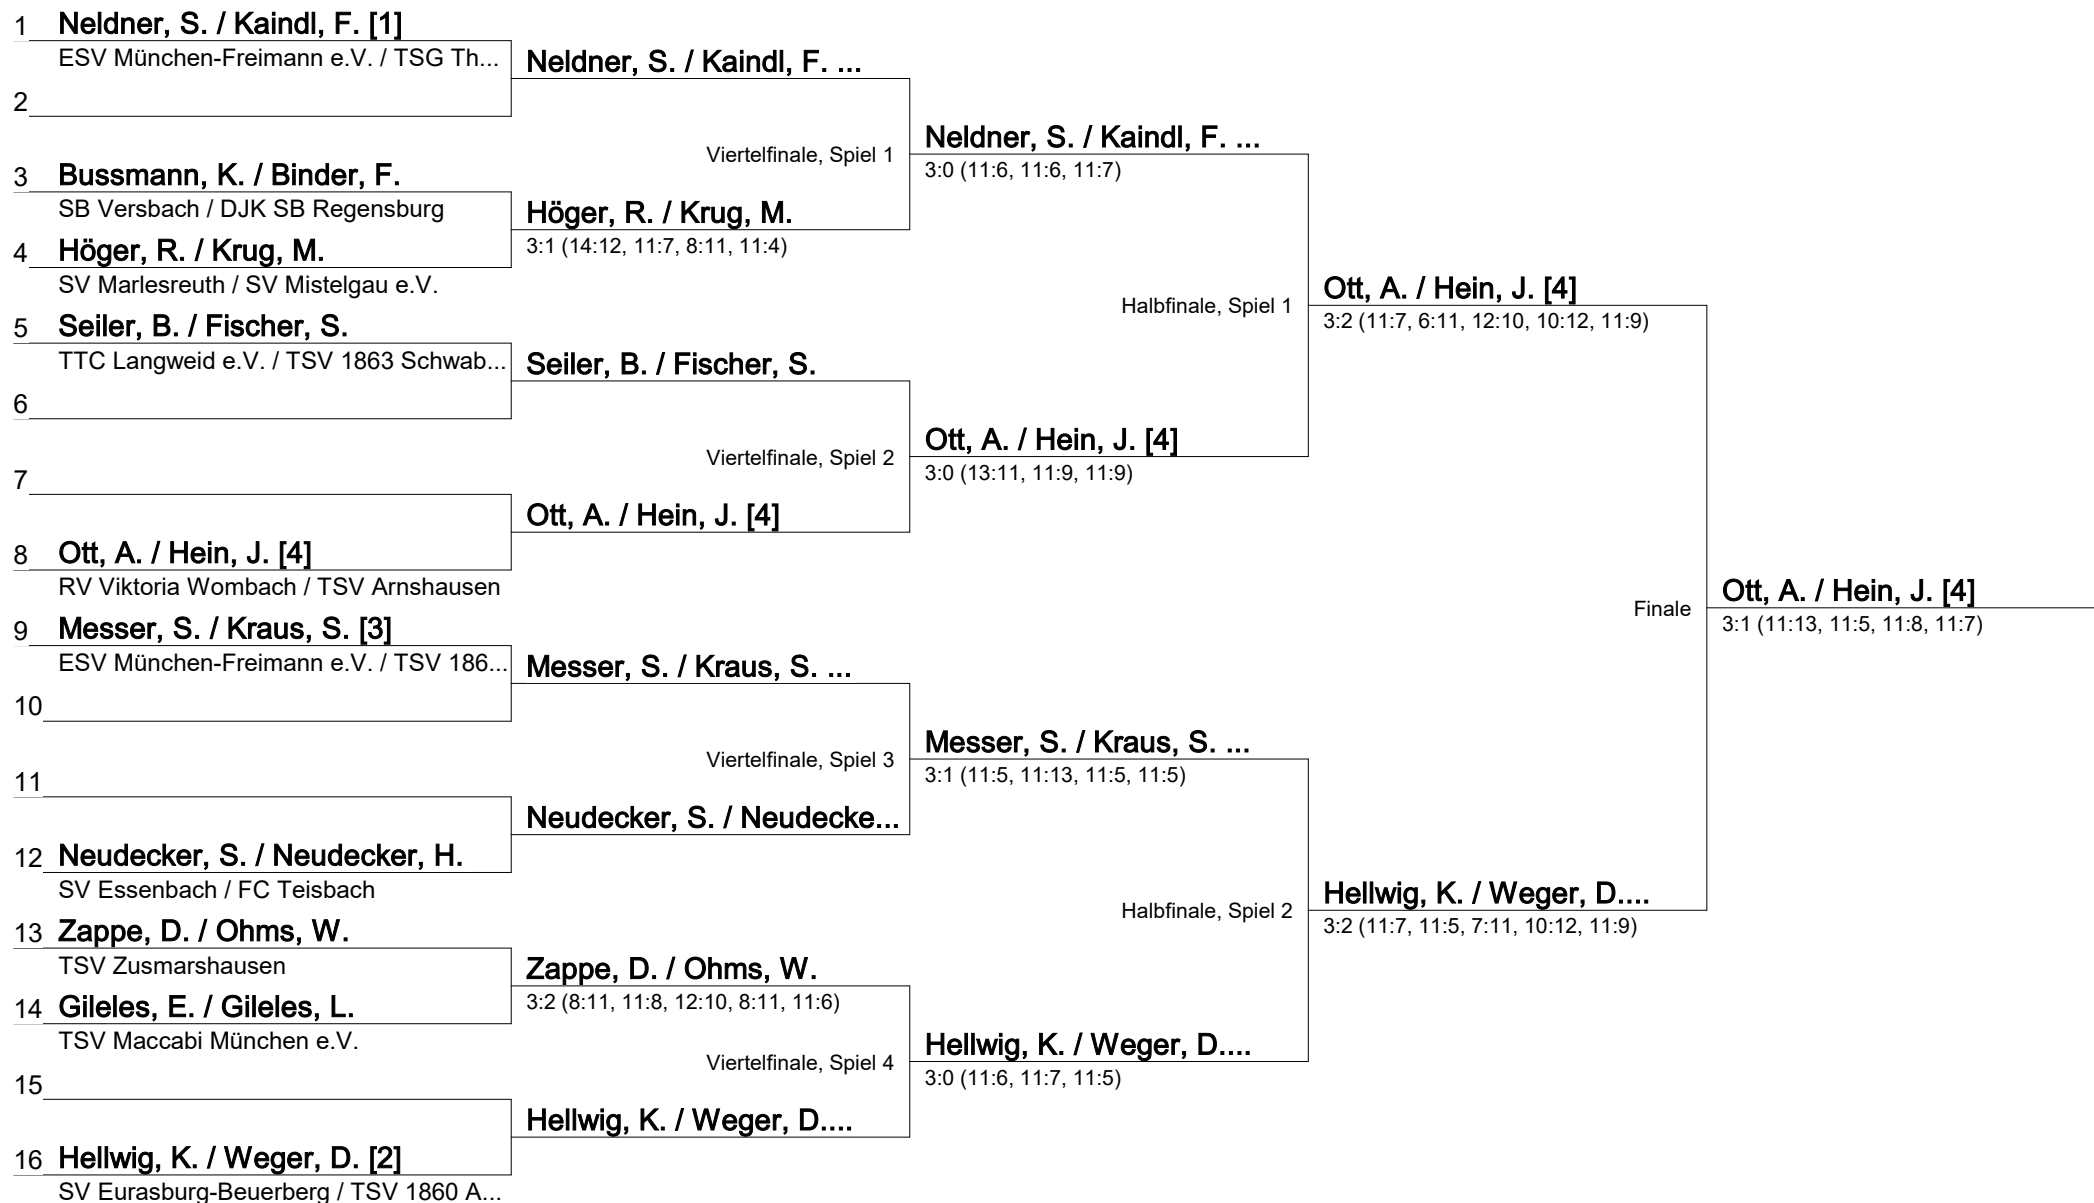 1 Neldner, S. / Kaindl, F. [1]
ESV München-Freimann e.V. / TSG Th...
Neldner, S. / Kaindl, F. ...
2
Viertelfinale, Spiel 1
Neldner, S. / Kaindl, F. ...
3:0 (11:6, 11:6, 11:7)
3 Bussmann, K. / Binder, F.
SB Versbach / DJK SB Regensburg
Höger, R. / Krug, M.
3:1 (14:12, 11:7, 8:11, 11:4)
4 Höger, R. / Krug, M.
SV Marlesreuth / SV Mistelgau e.V.
Halbfinale, Spiel 1
Ott, A. / Hein, J. [4]
3:2 (11:7, 6:11, 12:10, 10:12, 11:9)
5 Seiler, B. / Fischer, S.
TTC Langweid e.V. / TSV 1863 Schwab...
Seiler, B. / Fischer, S.
6
Viertelfinale, Spiel 2
Ott, A. / Hein, J. [4]
3:0 (13:11, 11:9, 11:9)
7
Ott, A. / Hein, J. [4]
8 Ott, A. / Hein, J. [4]
RV Viktoria Wombach / TSV Arnshausen
Finale
Ott, A. / Hein, J. [4]
3:1 (11:13, 11:5, 11:8, 11:7)
9 Messer, S. / Kraus, S. [3]
ESV München-Freimann e.V. / TSV 186...
Messer, S. / Kraus, S. ...
10
Viertelfinale, Spiel 3
Messer, S. / Kraus, S. ...
3:1 (11:5, 11:13, 11:5, 11:5)
11
Neudecker, S. / Neudecke...
12 Neudecker, S. / Neudecker, H.
SV Essenbach / FC Teisbach
Halbfinale, Spiel 2
Hellwig, K. / Weger, D....
3:2 (11:7, 11:5, 7:11, 10:12, 11:9)
13 Zappe, D. / Ohms, W.
TSV Zusmarshausen
Zappe, D. / Ohms, W.
3:2 (8:11, 11:8, 12:10, 8:11, 11:6)
14 Gileles, E. / Gileles, L.
TSV Maccabi München e.V.
Viertelfinale, Spiel 4
Hellwig, K. / Weger, D....
3:0 (11:6, 11:7, 11:5)
15
Hellwig, K. / Weger, D....
16 Hellwig, K. / Weger, D. [2]
SV Eurasburg-Beuerberg / TSV 1860 A...